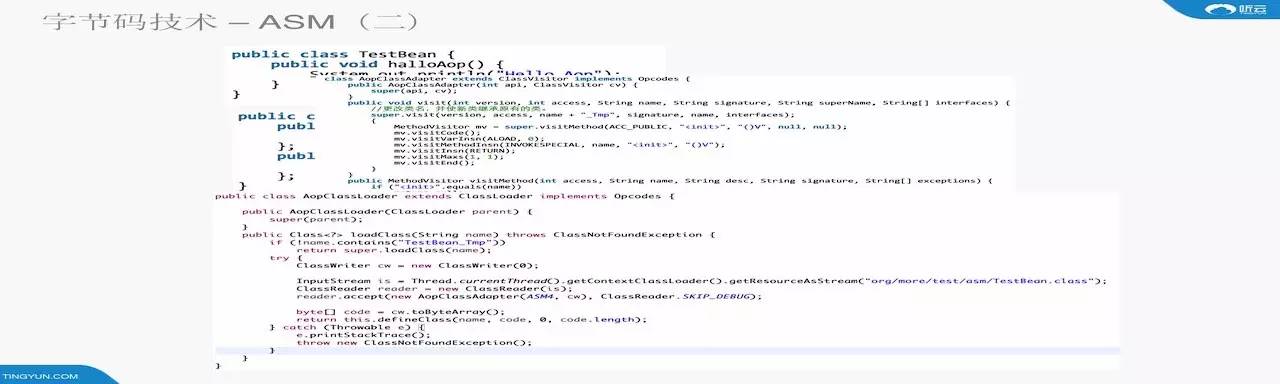 字节码技术 – ASM（二）
听云
public class TestBean {
public void halloAop() {
System.out.println("Hello Aop");
}
}
public c
publ
};
publ
};
}
class AopClassAdapter extends ClassVisitor implements Opcodes {
public AopClassAdapter(int api, ClassVisitor cv) {
super(api, cv);
}
public void visit(int version, int access, String name, String signature, String superName, String[] interfaces) {
//更改类名，并使新类继承原有的类。
super.visit(version, access, name + "_Tmp", signature, name, interfaces);
{
MethodVisitor mv = super.visitMethod(ACC_PUBLIC, "<init>", "()V", null, null);
mv.visitCode();
mv.visitVarInsn(ALOAD, 0);
mv.visitMethodInsn(INVOKESPECIAL, name, "<init>", "()V");
mv.visitInsn(RETURN);
mv.visitMaxs(1, 1);
mv.visitEnd();
}
}
public MethodVisitor visitMethod(int access, String name, String desc, String signature, String[] exceptions) {
if ("<init>".equals(name))
public class AopClassLoader extends ClassLoader implements Opcodes {
public AopClassLoader(ClassLoader parent) {
super(parent);
}
public Class<?> loadClass(String name) throws ClassNotFoundException {
if (!name.contains("TestBean_Tmp"))
return super.loadClass(name);
try {
ClassWriter cw = new ClassWriter(0);
InputStream is = Thread.currentThread().getContextClassLoader().getResourceAsStream("org/more/test/asm/TestBean.class");
ClassReader reader = new ClassReader(is);
reader.accept(new AopClassAdapter(ASM4, cw), ClassReader.SKIP_DEBUG);
byte[] code = cw.toByteArray();
return this.defineClass(name, code, 0, code.length);
} catch (Throwable e) {
e.printStackTrace();
throw new ClassNotFoundException();
}
}
}
TINGYUN.COM